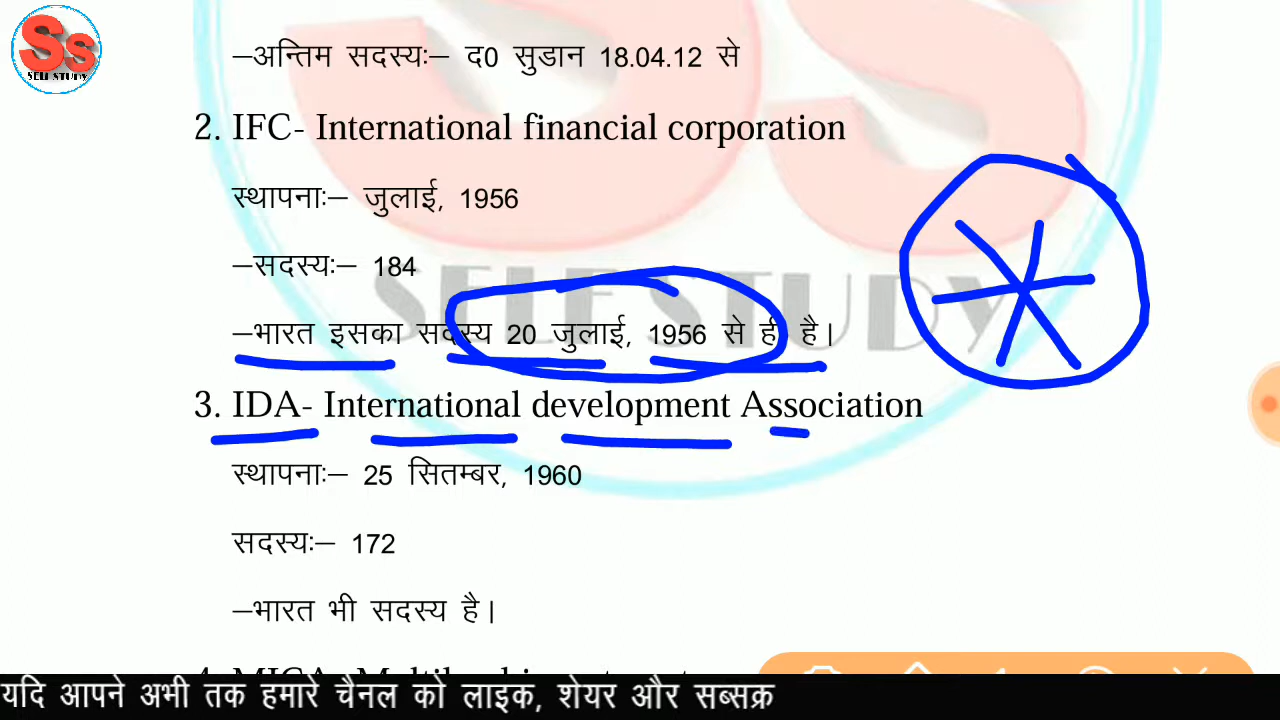 Ss
SELF STUDY
–अन्तिम सदस्यः– द0 सुडान 18.04.12 से
2. IFC- International financial corporation
स्थापनाः– जुलाई, 1956
–सदस्यः– 184
SELF STUDY
–भारत इसका सदस्य 20 जुलाई, 1956 से ही है।
3. IDA- International development Association
स्थापनाः– 25 सितम्बर, 1960
सदस्यः– 172
–भारत भी सदस्य है।
यदि आपने अभी तक हमारे चैनल को लाइक, शेयर और सब्सक्र